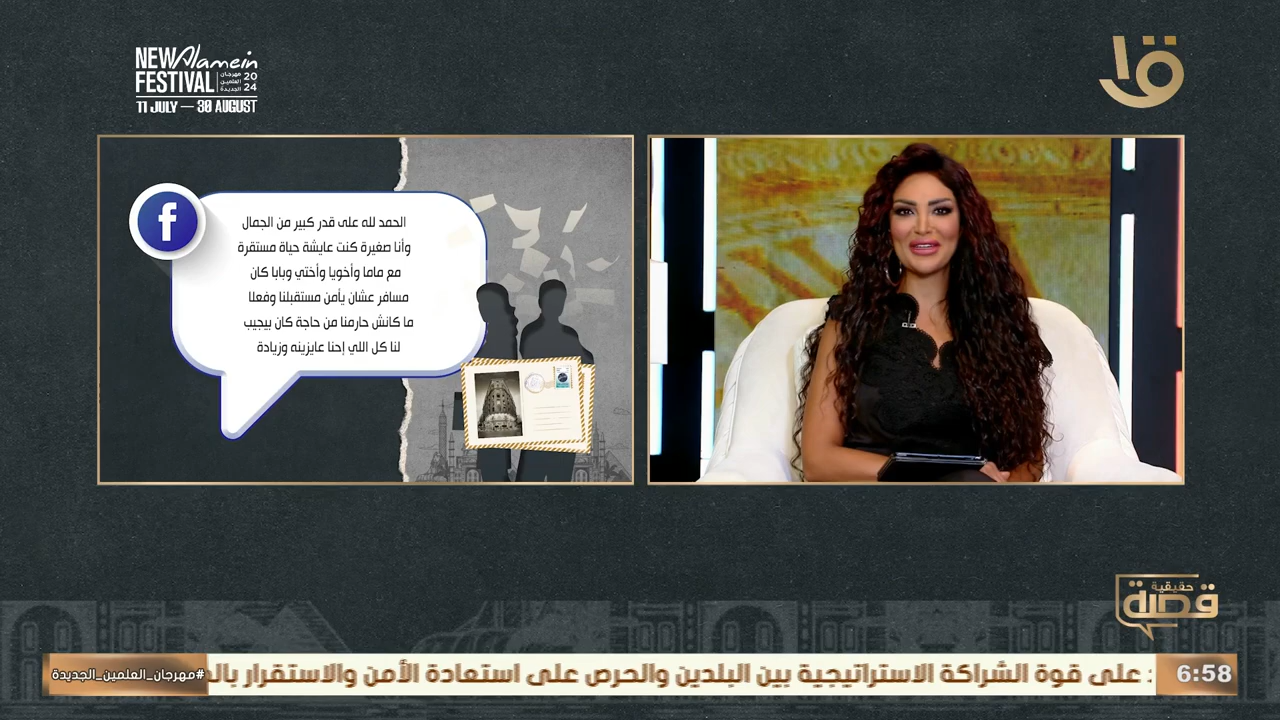 NEW Alamein
FESTIVAL
مهرجان
العلمين
الجديدة
20
24
11 JULY — 30 AUGUST
f
الحمد لله على قدر كبير من الجمال
وأنا صغيرة كنت عايشة حياة مستقرة
مع ماما وأخويا وأختي وبابا كان
مسافر عشان يأمن مستقبلنا وفعلا
ما كانش حارمنا من حاجة كان بيجيب
لنا كل اللي إحنا عايزينه وزيادة
حقيقية
قصة
على قوة الشراكة الاستراتيجية بين البلدين والحرص على استعادة الأمن والاستقرار
#مهرجان_العلمين_الجديدة
6:58